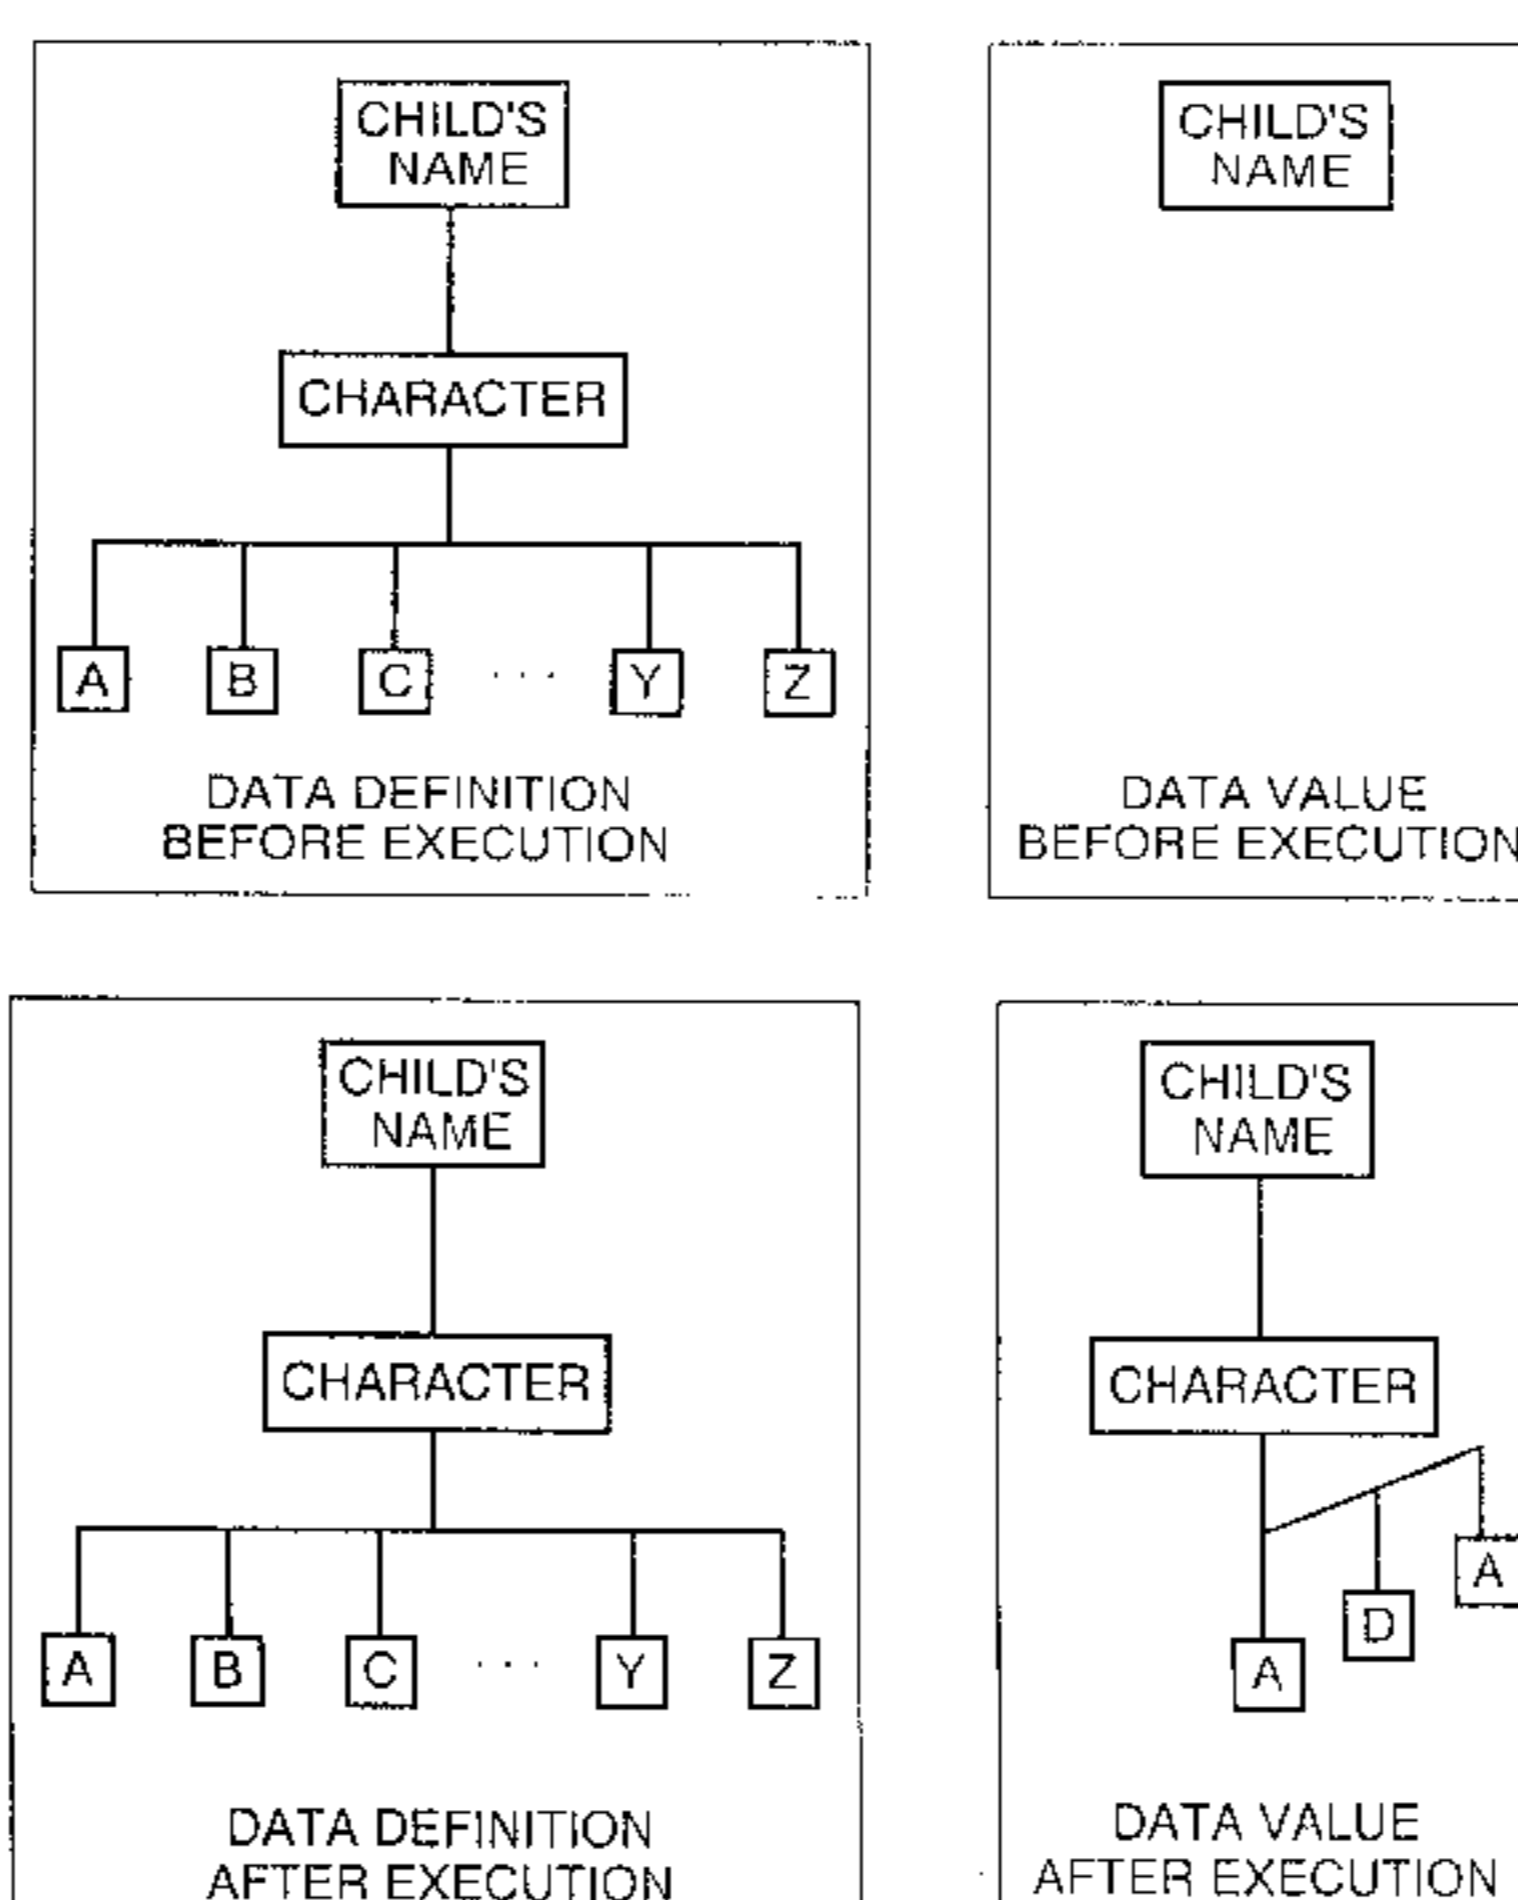 CHILD'S
NAME
CHARACTER
A B C ... Y Z
DATA DEFINITION
BEFORE EXECUTION
CHILD'S
NAME
DATA VALUE
BEFORE EXECUTION
CHILD'S
NAME
CHARACTER
A B C ... Y Z
DATA DEFINITION
AFTER EXECUTION
CHILD'S
NAME
CHARACTER
A D A
DATA VALUE
AFTER EXECUTION